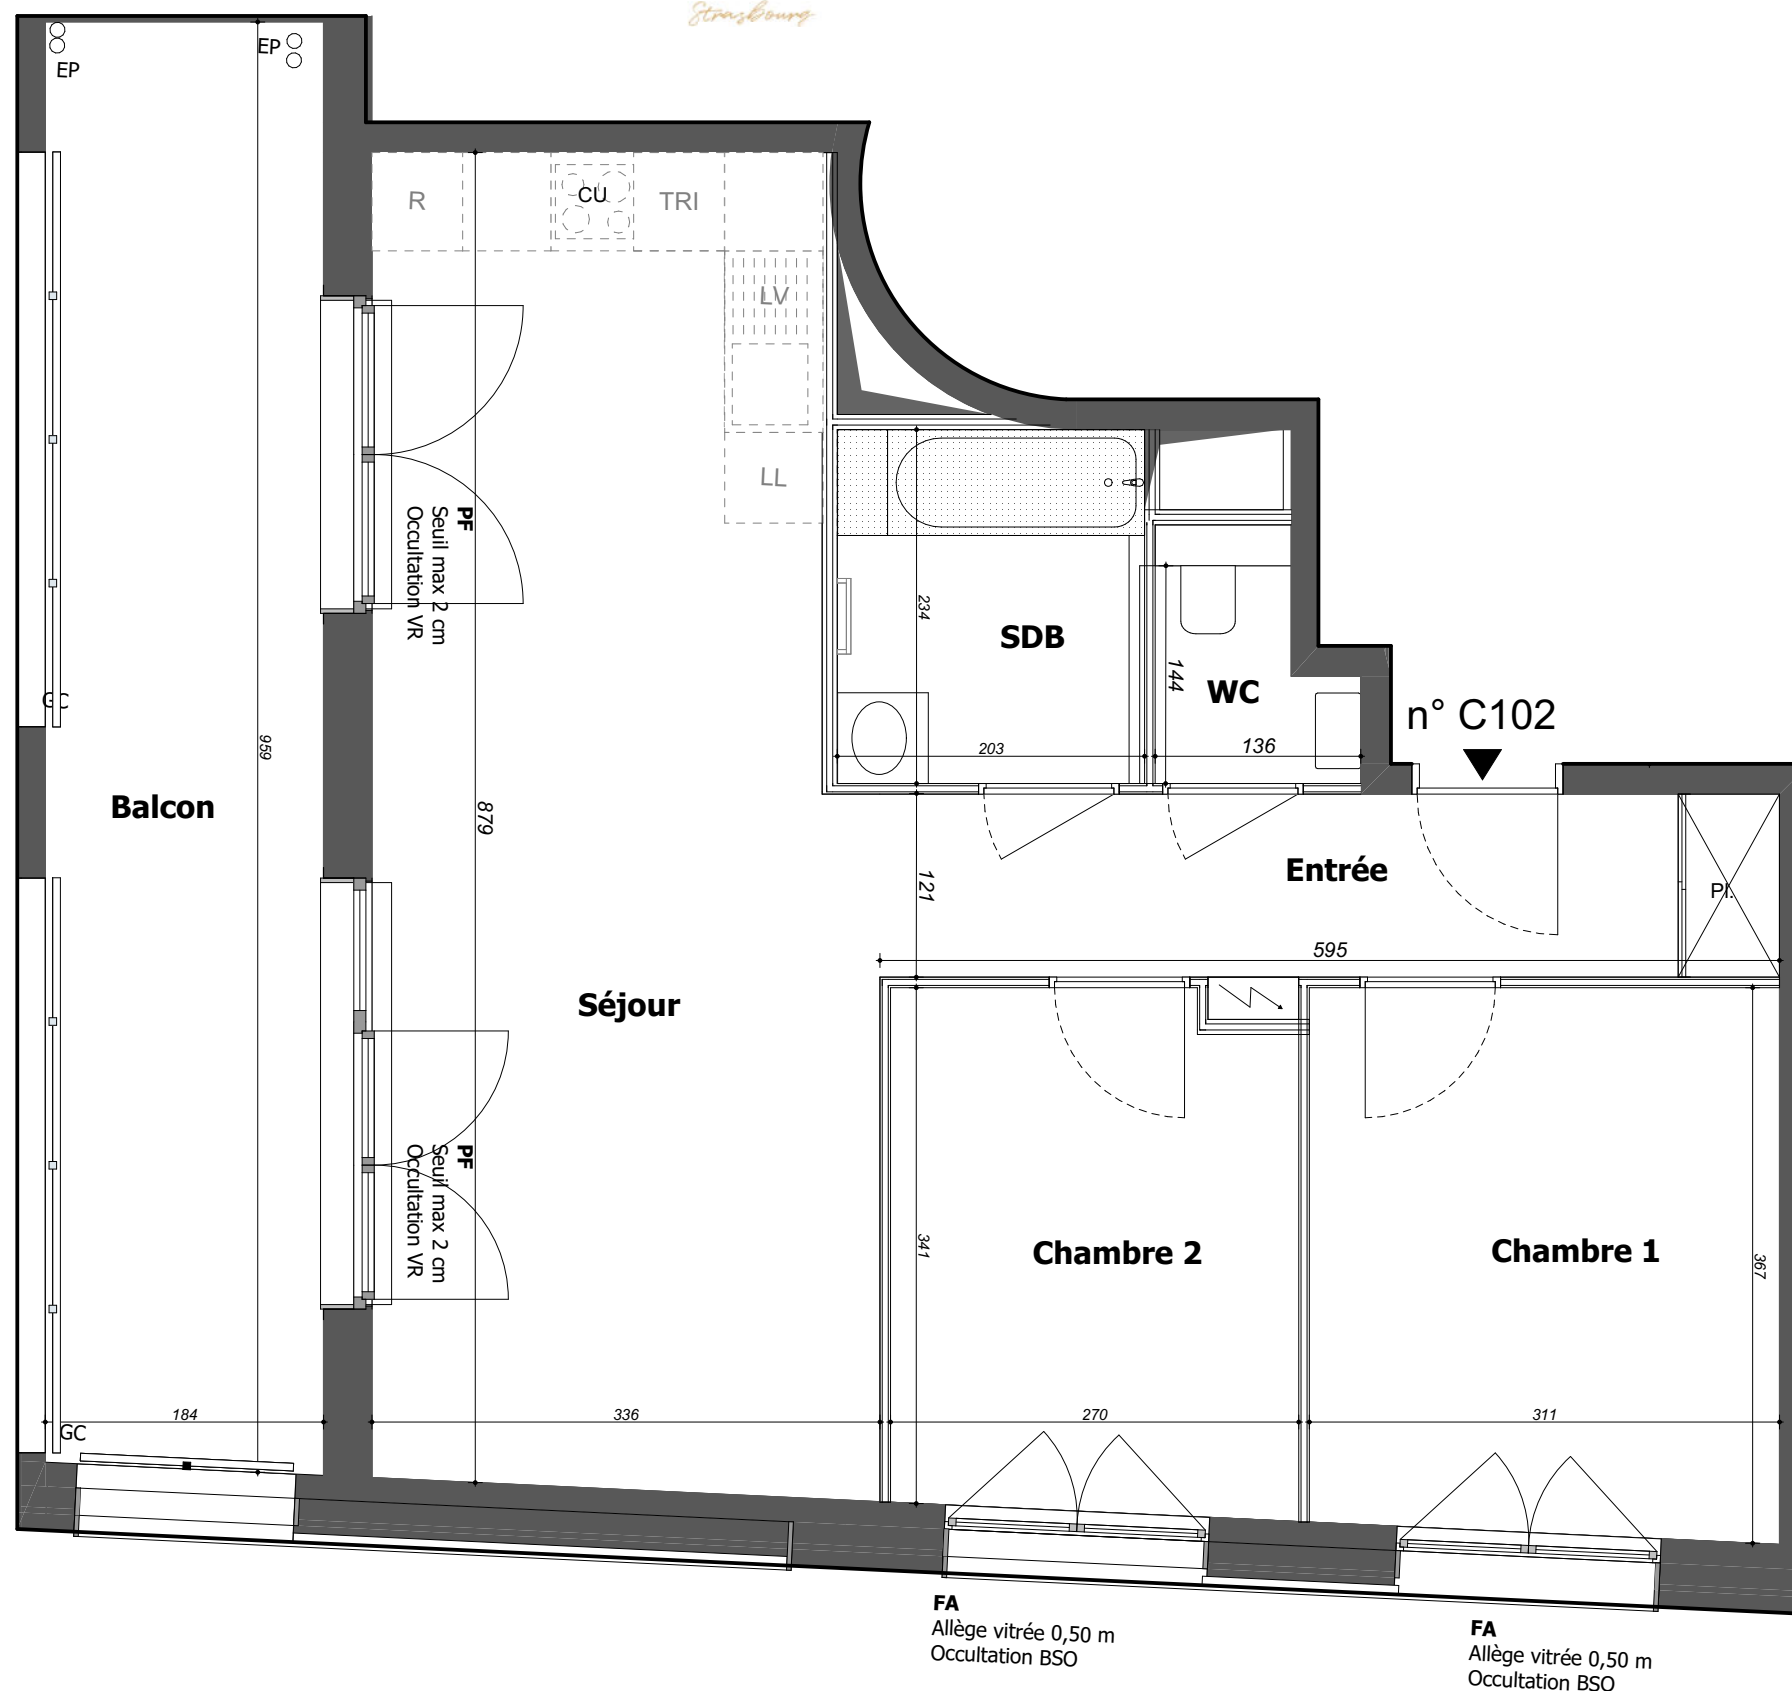 Strasbourg
EP
EP
R
CU
TRI
LV
LL
PF
Seuil max 2 cm
Occultation VR
234
SDB
144
WC
n° C102
GC
203
136
959
Balcon
879
121
Entrée
Pl.
595
Séjour
PF
Seuil max 2 cm
Occultation VR
341
Chambre 2
Chambre 1
367
184
GC
336
270
311
FA
Allège vitrée 0,50 m
Occultation BSO
FA
Allège vitrée 0,50 m
Occultation BSO